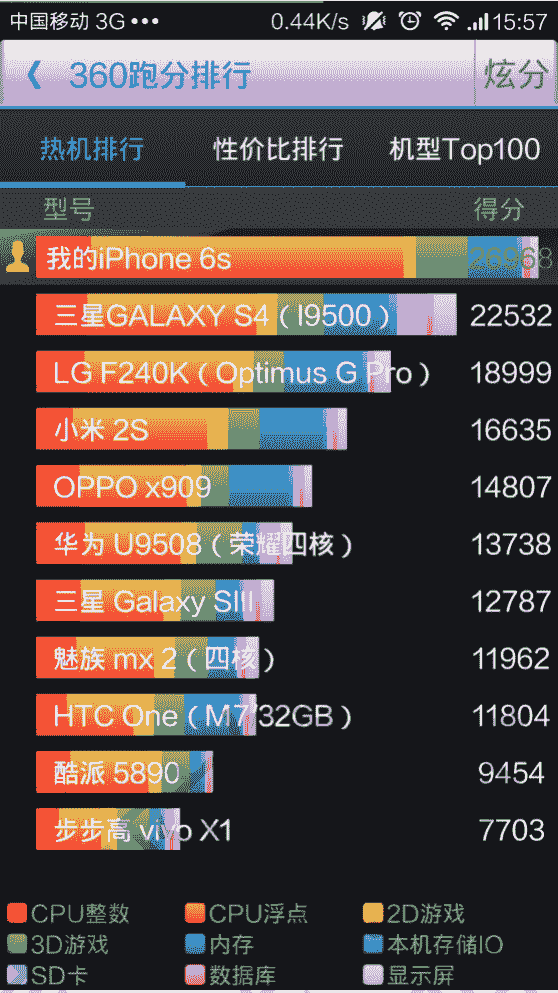 中国移动 3G 0.44K/s 15:57
360跑分排行 炫分
热机排行 性价比排行 机型Top100
型号 得分
我的iPhone 6s 26968
三星GALAXY S4（I9500） 22532
LG F240K（Optimus G Pro） 18999
小米 2S 16635
OPPO x909 14807
华为 U9508（荣耀四核） 13738
三星 Galaxy SIII 12787
魅族 mx 2（四核） 11962
HTC One（M7/32GB） 11804
酷派 5890 9454
步步高 vivo X1 7703
CPU整数 CPU浮点 2D游戏
3D游戏 内存 本机存储IO
SD卡 数据库 显示屏